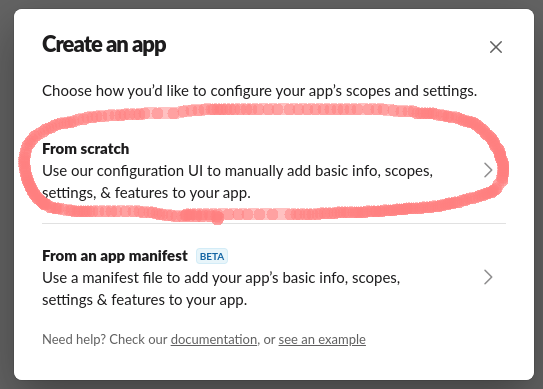 Create an app
Choose how you’d like to configure your app’s scopes and settings.
From scratch
Use our configuration UI to manually add basic info, scopes,
settings, & features to your app.
From an app manifest BETA
Use a manifest file to add your app’s basic info, scopes,
settings & features to your app.
Need help? Check our documentation, or see an example